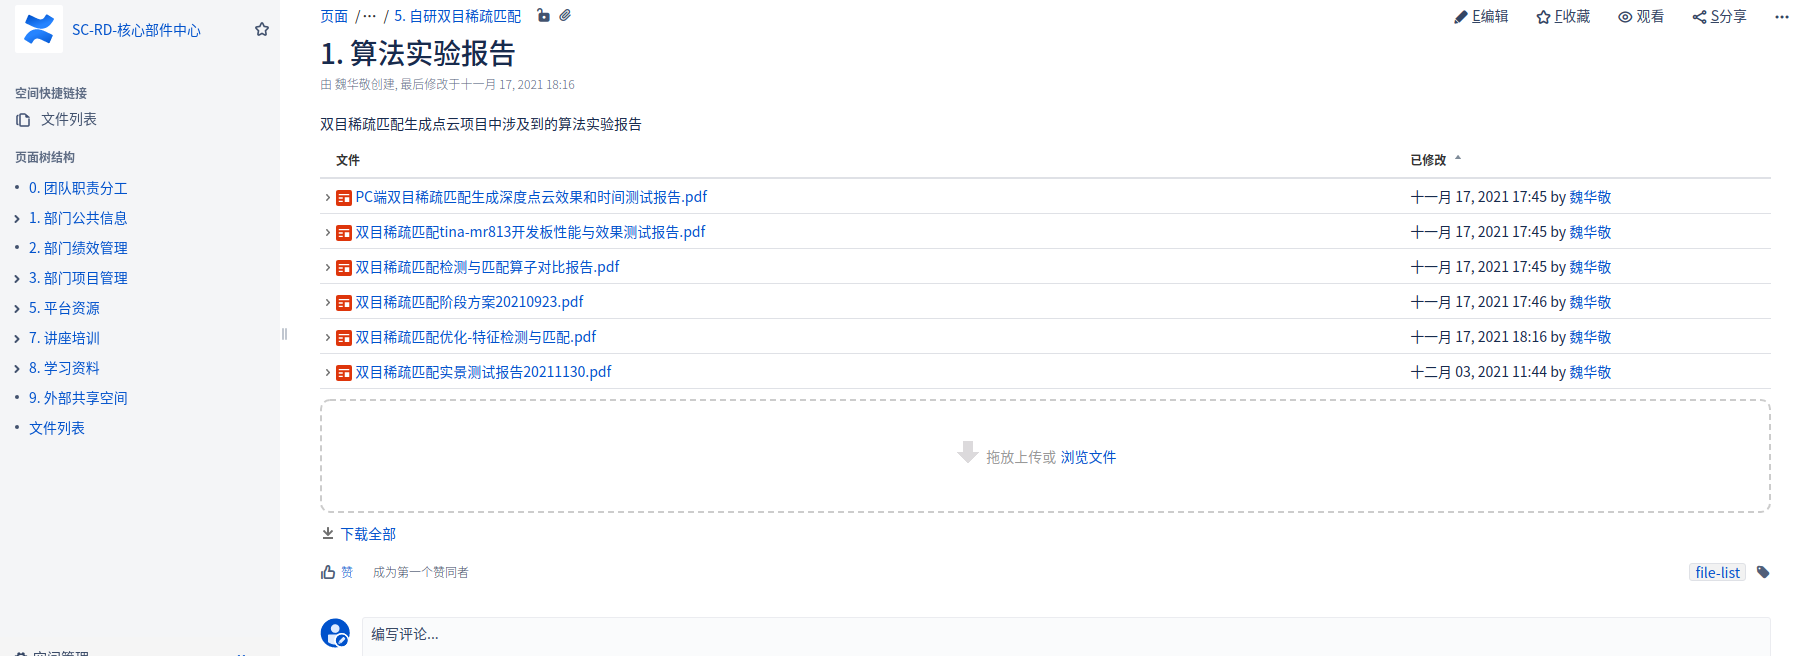 SC-RD-核心部件中心
空间快捷链接
文件列表
页面树结构
0. 团队职责分工
1. 部门公共信息
2. 部门绩效管理
3. 部门项目管理
5. 平台资源
7. 讲座培训
8. 学习资料
9. 外部共享空间
文件列表
空间管理
页面 / ··· / 5. 自研双目稀疏匹配
E编辑 F收藏 观看 S分享
1. 算法实验报告
由 魏华敬创建, 最后修改于十一月 17, 2021 18:16
双目稀疏匹配生成点云项目中涉及到的算法实验报告
文件 已修改
PC端双目稀疏匹配生成深度点云效果和时间测试报告.pdf 十一月 17, 2021 17:45 by 魏华敬
双目稀疏匹配tina-mr813开发板性能与效果测试报告.pdf 十一月 17, 2021 17:45 by 魏华敬
双目稀疏匹配检测与匹配算子对比报告.pdf 十一月 17, 2021 17:45 by 魏华敬
双目稀疏匹配阶段方案20210923.pdf 十一月 17, 2021 17:46 by 魏华敬
双目稀疏匹配优化-特征检测与匹配.pdf 十一月 17, 2021 18:16 by 魏华敬
双目稀疏匹配实景测试报告20211130.pdf 十二月 03, 2021 11:44 by 魏华敬
拖放上传或 浏览文件
下载全部
赞 成为第一个赞同者
file-list
编写评论...